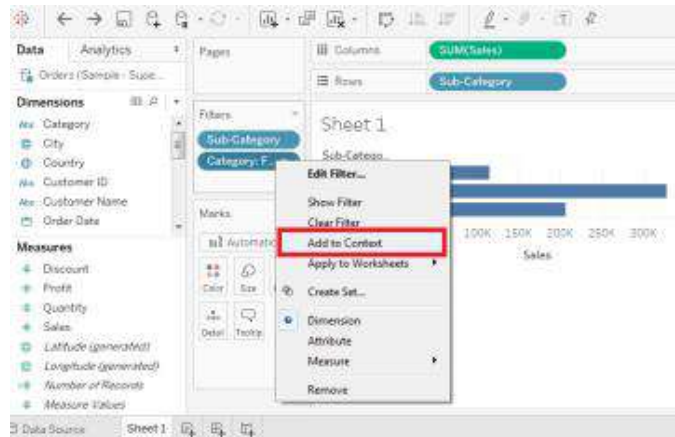 Data
Analytics
Pages
Columns
SUM(Sales)
Orders (Sample - Supe...
Rows
Sub-Category
Dimensions
Filters
Abc Category
City
Country
Abc Customer ID
Abc Customer Name
Order Date
Sub-Category
Category: F...
Sheet 1
Sub-Catego..
Edit Filter...
Show Filter
Clear Filter
Add to Context
Apply to Worksheets
Create Set...
Dimension
Attribute
Measure
Remove
100K 150K 200K 250K 300K
Sales
Marks
Automatic
Color
Size
Detail
Tooltip
Measures
Discount
Profit
Quantity
Sales
Latitude (generated)
Longitude (generated)
Number of Records
Measure Values
Data Source
Sheet 1